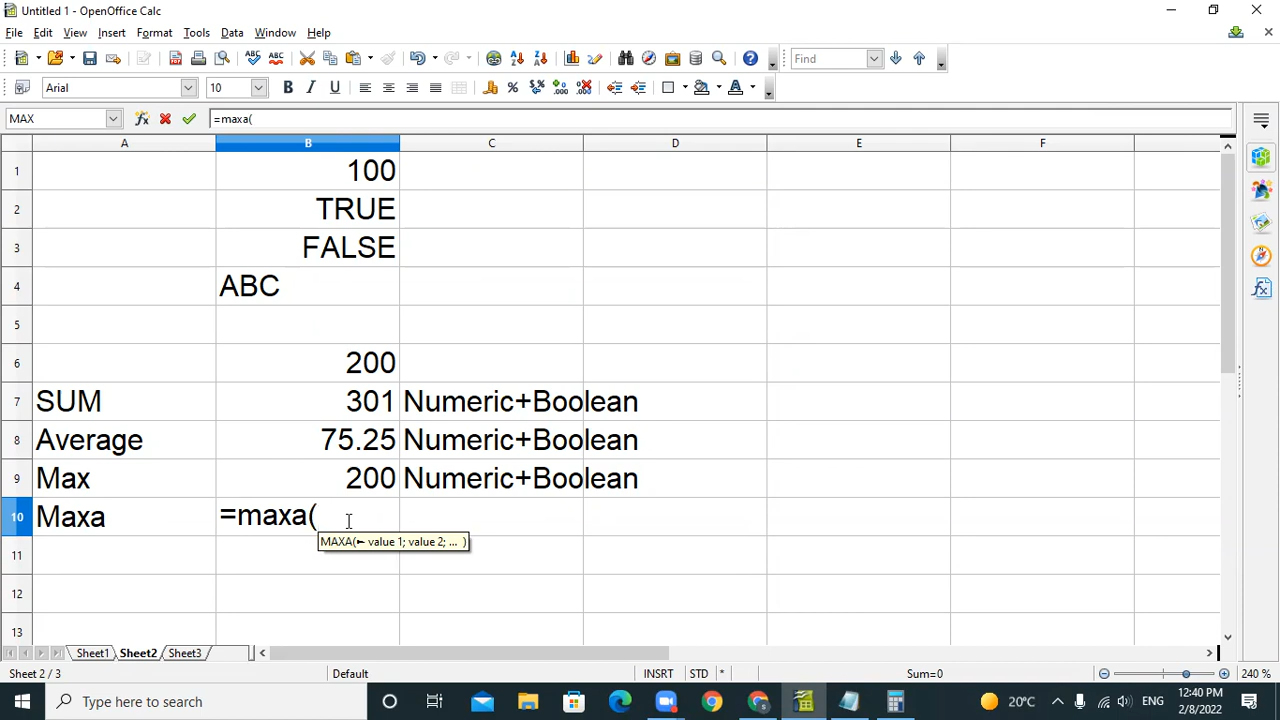 Untitled 1 - OpenOffice Calc
File Edit View Insert Format Tools Data Window Help
Find
Arial 10
MAX =maxa(
A B C D E F
1 100
2 TRUE
3 FALSE
4 ABC
5
6 200
7 SUM 301 Numeric+Boolean
8 Average 75.25 Numeric+Boolean
9 Max 200 Numeric+Boolean
10 Maxa =maxa(
MAXA(► value 1; value 2; ... )
11
12
13
Sheet1 Sheet2 Sheet3
Sheet 2 / 3 Default INSRT STD * Sum=0 240 %
Type here to search 20°C ENG 12:40 PM
2/8/2022